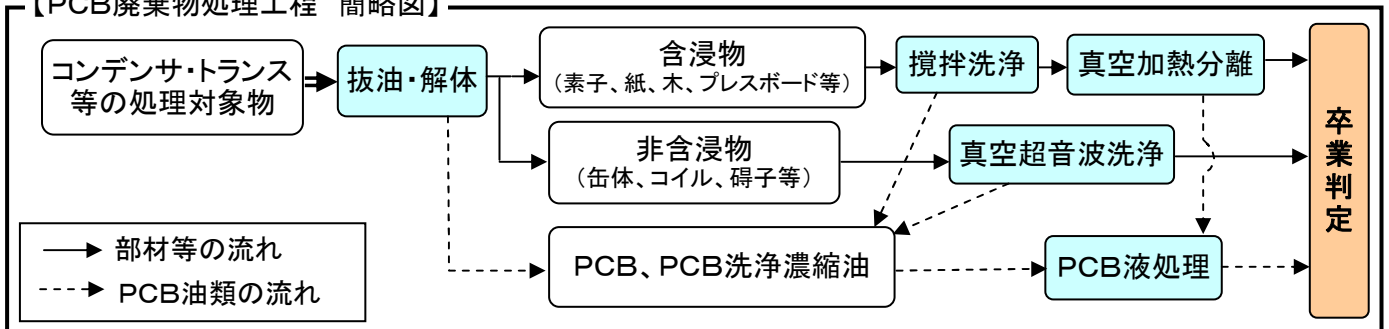 【PCB廃棄物処理工程 簡略図】
コンデンサ・トランス
等の処理対象物
抜油・解体
含浸物
(素子、紙、木、プレスボード等)
撹拌洗浄
真空加熱分離
非含浸物
(缶体、コイル、碍子等)
真空超音波洗浄
卒業判定
PCB、PCB洗浄濃縮油
PCB液処理
部材等の流れ
PCB油類の流れ